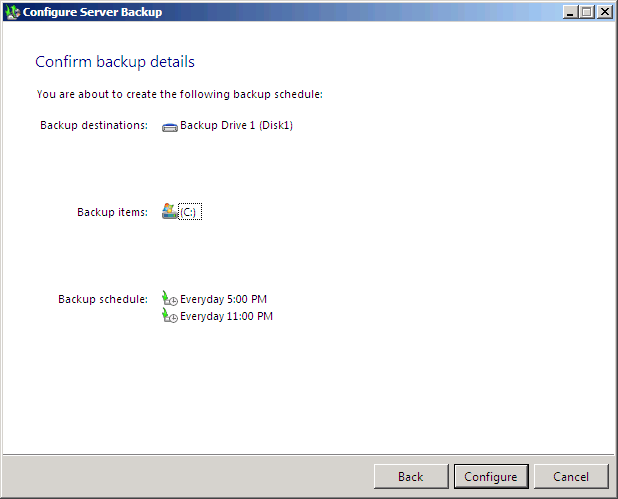 Configure Server Backup
Confirm backup details
You are about to create the following backup schedule:
Backup destinations: Backup Drive 1 (Disk1)
Backup items: (C:)
Backup schedule: Everyday 5:00 PM
Everyday 11:00 PM
Back Configure Cancel